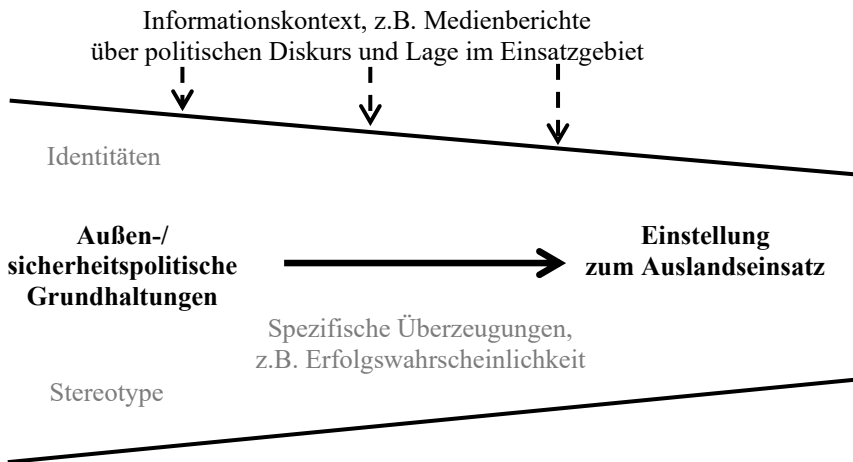 Informationskontext, z.B. Medienberichte
über politischen Diskurs und Lage im Einsatzgebiet
Identitäten
Außen-/
sicherheitspolitische
Grundhaltungen
Einstellung
zum Auslandseinsatz
Spezifische Überzeugungen,
z.B. Erfolgswahrscheinlichkeit
Stereotype